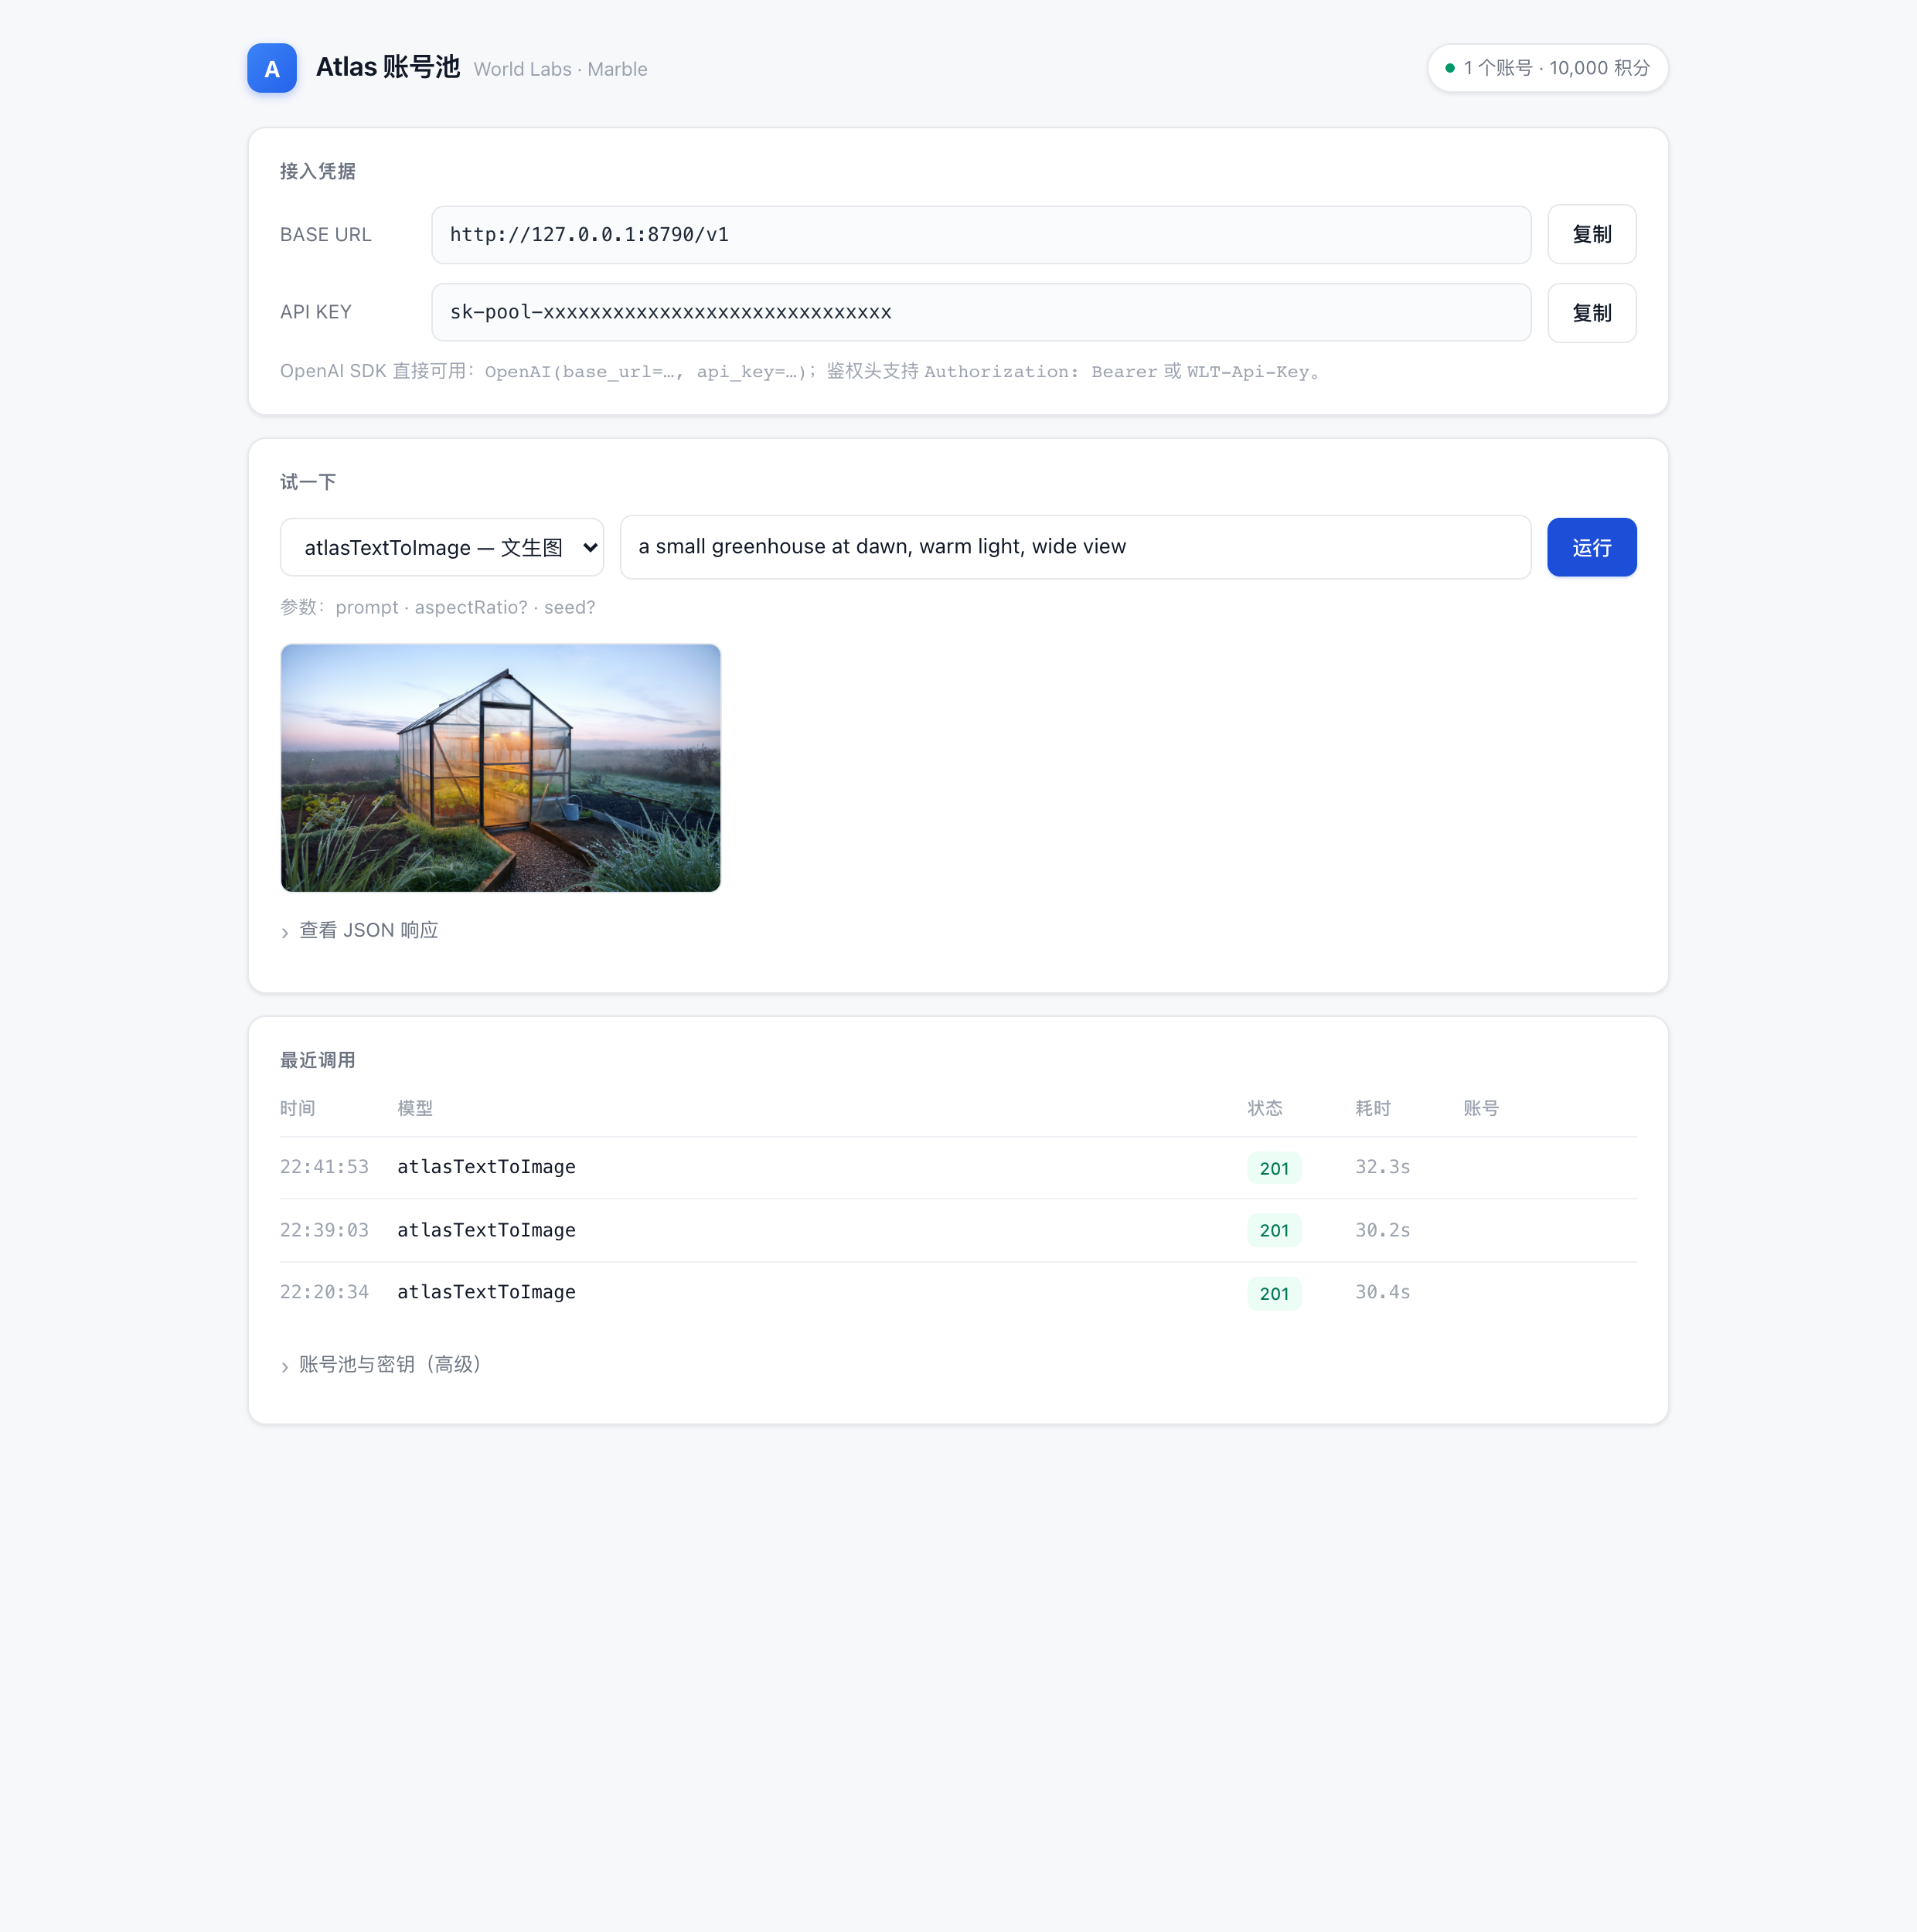 A
Atlas 账号池 World Labs · Marble
1 个账号 · 10,000 积分
接入凭据
BASE URL http://127.0.0.1:8790/v1 复制
API KEY sk-pool-xxxxxxxxxxxxxxxxxxxxxxxxxxxxxx 复制
OpenAI SDK 直接可用：OpenAI(base_url=…, api_key=…)；鉴权头支持 Authorization: Bearer 或 WLT-Api-Key。
试一下
atlasTextToImage — 文生图 a small greenhouse at dawn, warm light, wide view 运行
参数：prompt · aspectRatio? · seed?
› 查看 JSON 响应
最近调用
时间 模型 状态 耗时 账号
22:41:53 atlasTextToImage 201 32.3s
22:39:03 atlasTextToImage 201 30.2s
22:20:34 atlasTextToImage 201 30.4s
› 账号池与密钥（高级）